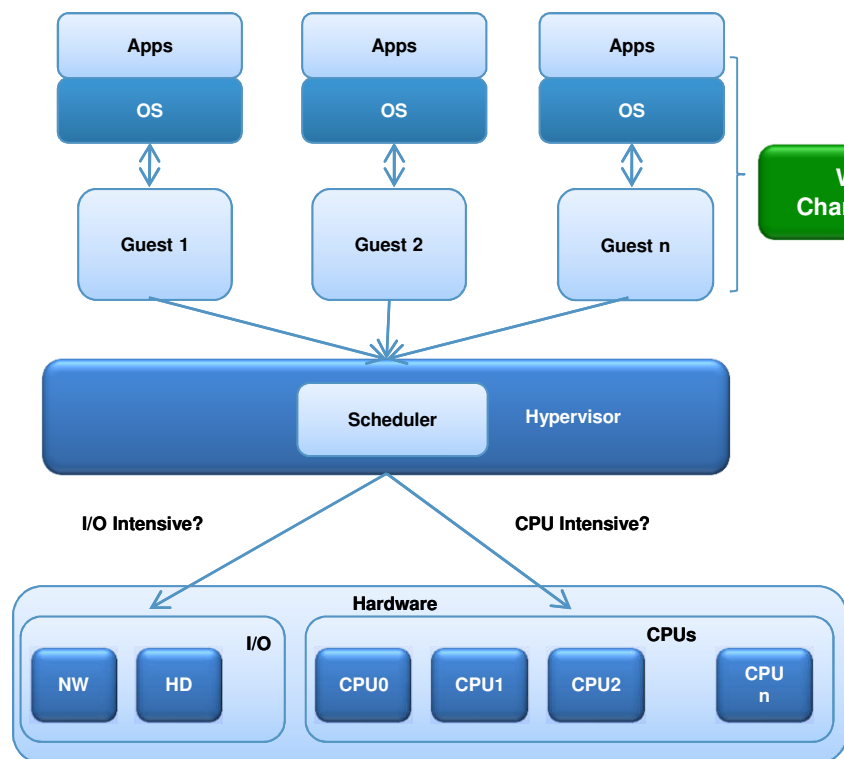 Apps
Apps
Apps
OS
OS
OS
Guest 1
Guest 2
Guest n
Scheduler
Hypervisor
I/O Intensive?
CPU Intensive?
Hardware
I/O
CPUs
NW
HD
CPU0
CPU1
CPU2
CPU
n